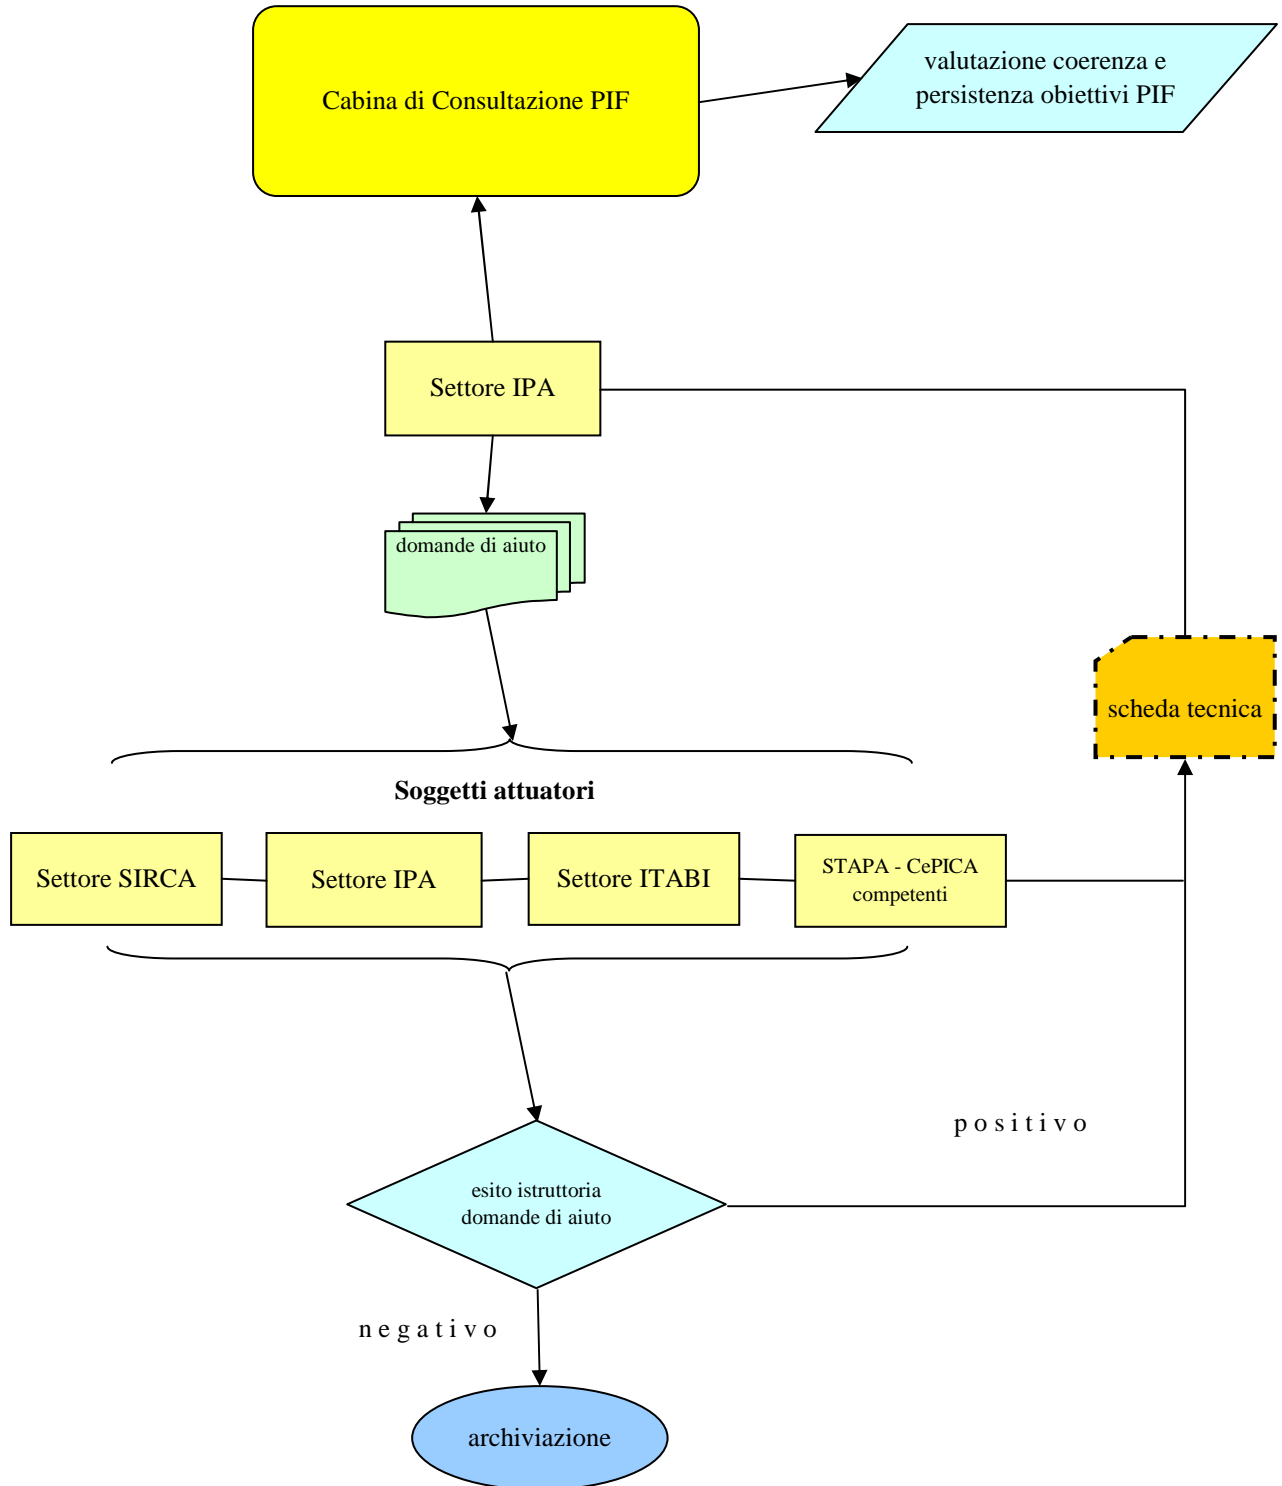 Cabina di Consultazione PIF
valutazione coerenza e
persistenza obiettivi PIF
Settore IPA
domande di aiuto
scheda tecnica
Soggetti attuatori
Settore SIRCA
Settore IPA
Settore ITABI
STAPA - CePICA
competenti
positivo
esito istruttoria
domande di aiuto
negativo
archiviazione